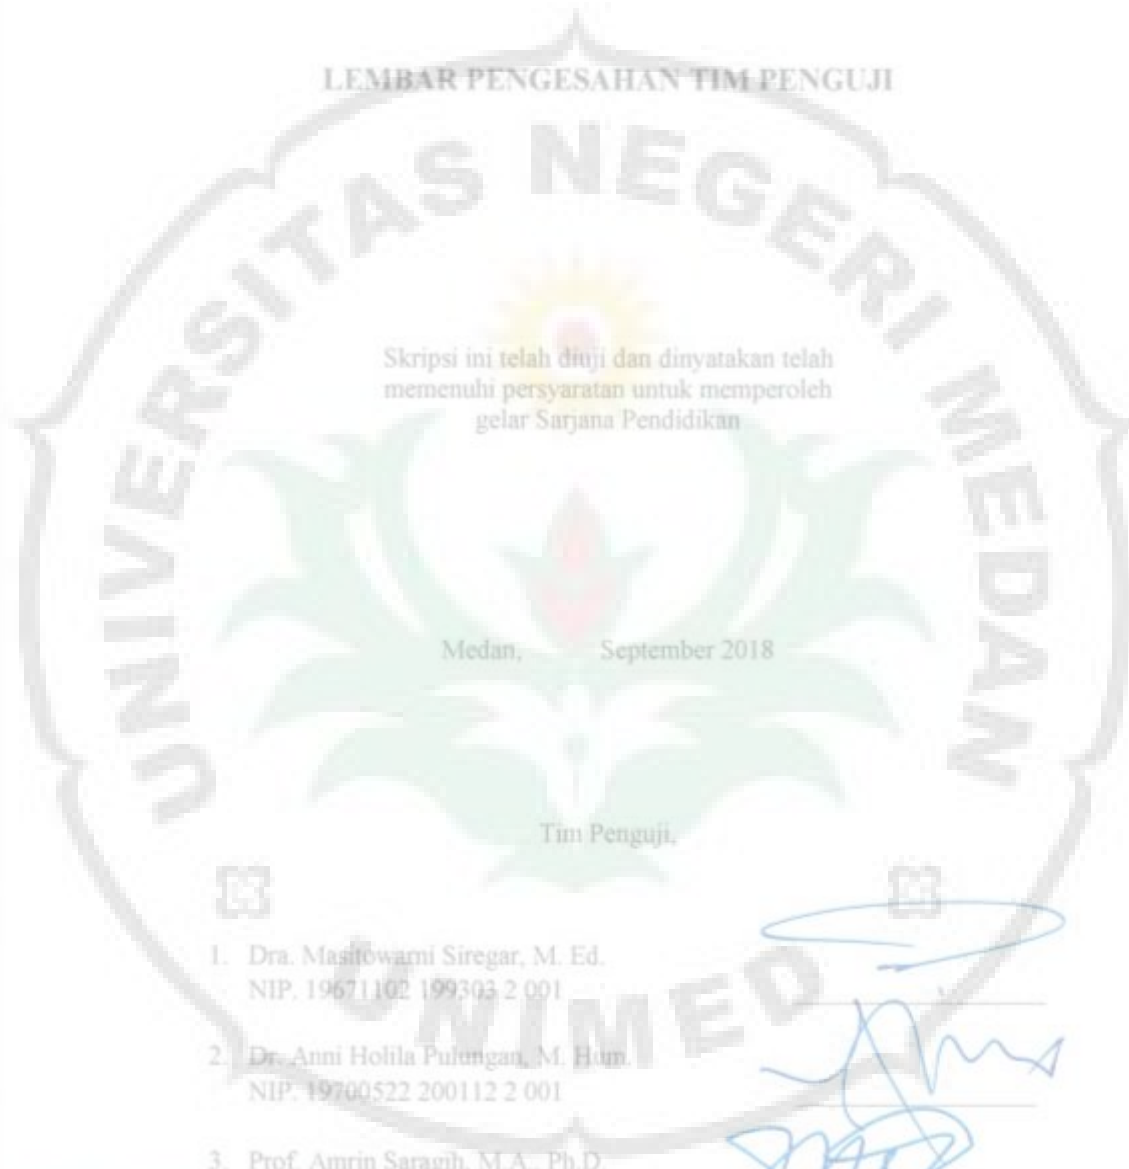 LEMBAR PENGESAHAN TIM PENGUJI
UNIVERSITAS NEGERI MEDAN
Skripsi ini telah diuji dan dinyatakan telah
memenuhi persyaratan untuk memperoleh
gelar Sarjana Pendidikan
Medan, September 2018
Tim Penguji,
1. Dra. Masitowarni Siregar, M. Ed.
NIP. 19671102 199303 2 001
UNIMED
2. Dr. Anni Holila Pulungan, M. Hum.
NIP. 19700522 200112 2 001
3. Prof. Amrin Saragih, M.A., Ph.D.